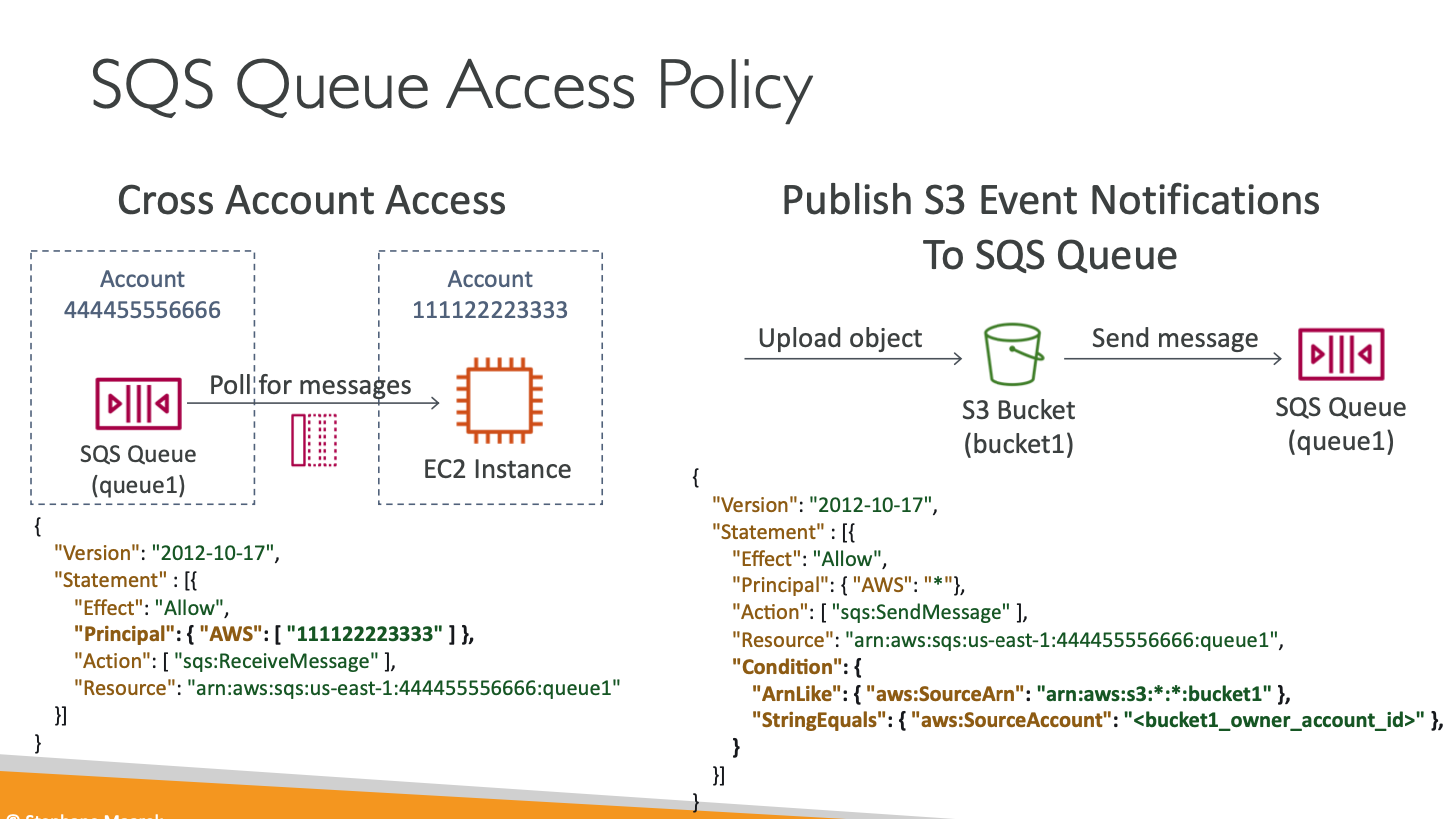 SQS Queue Access Policy
Cross Account Access
Account
444455556666
Account
111122223333
Poll for messages
SQS Queue
(queue1)
EC2 Instance
{
"Version": "2012-10-17",
"Statement" : [{
"Effect": "Allow",
"Principal": { "AWS": [ "111122223333" ] },
"Action": [ "sqs:ReceiveMessage" ],
"Resource": "arn:aws:sqs:us-east-1:444455556666:queue1"
}]
}
Publish S3 Event Notifications
To SQS Queue
Upload object
Send message
S3 Bucket
(bucket1)
SQS Queue
(queue1)
{
"Version": "2012-10-17",
"Statement" : [{
"Effect": "Allow",
"Principal": { "AWS": "*"},
"Action": [ "sqs:SendMessage" ],
"Resource": "arn:aws:sqs:us-east-1:444455556666:queue1",
"Condition": {
"ArnLike": { "aws:SourceArn": "arn:aws:s3:*:*:bucket1" },
"StringEquals": { "aws:SourceAccount": "<bucket1_owner_account_id>" },
}
}]
}
© Stephane Maarek